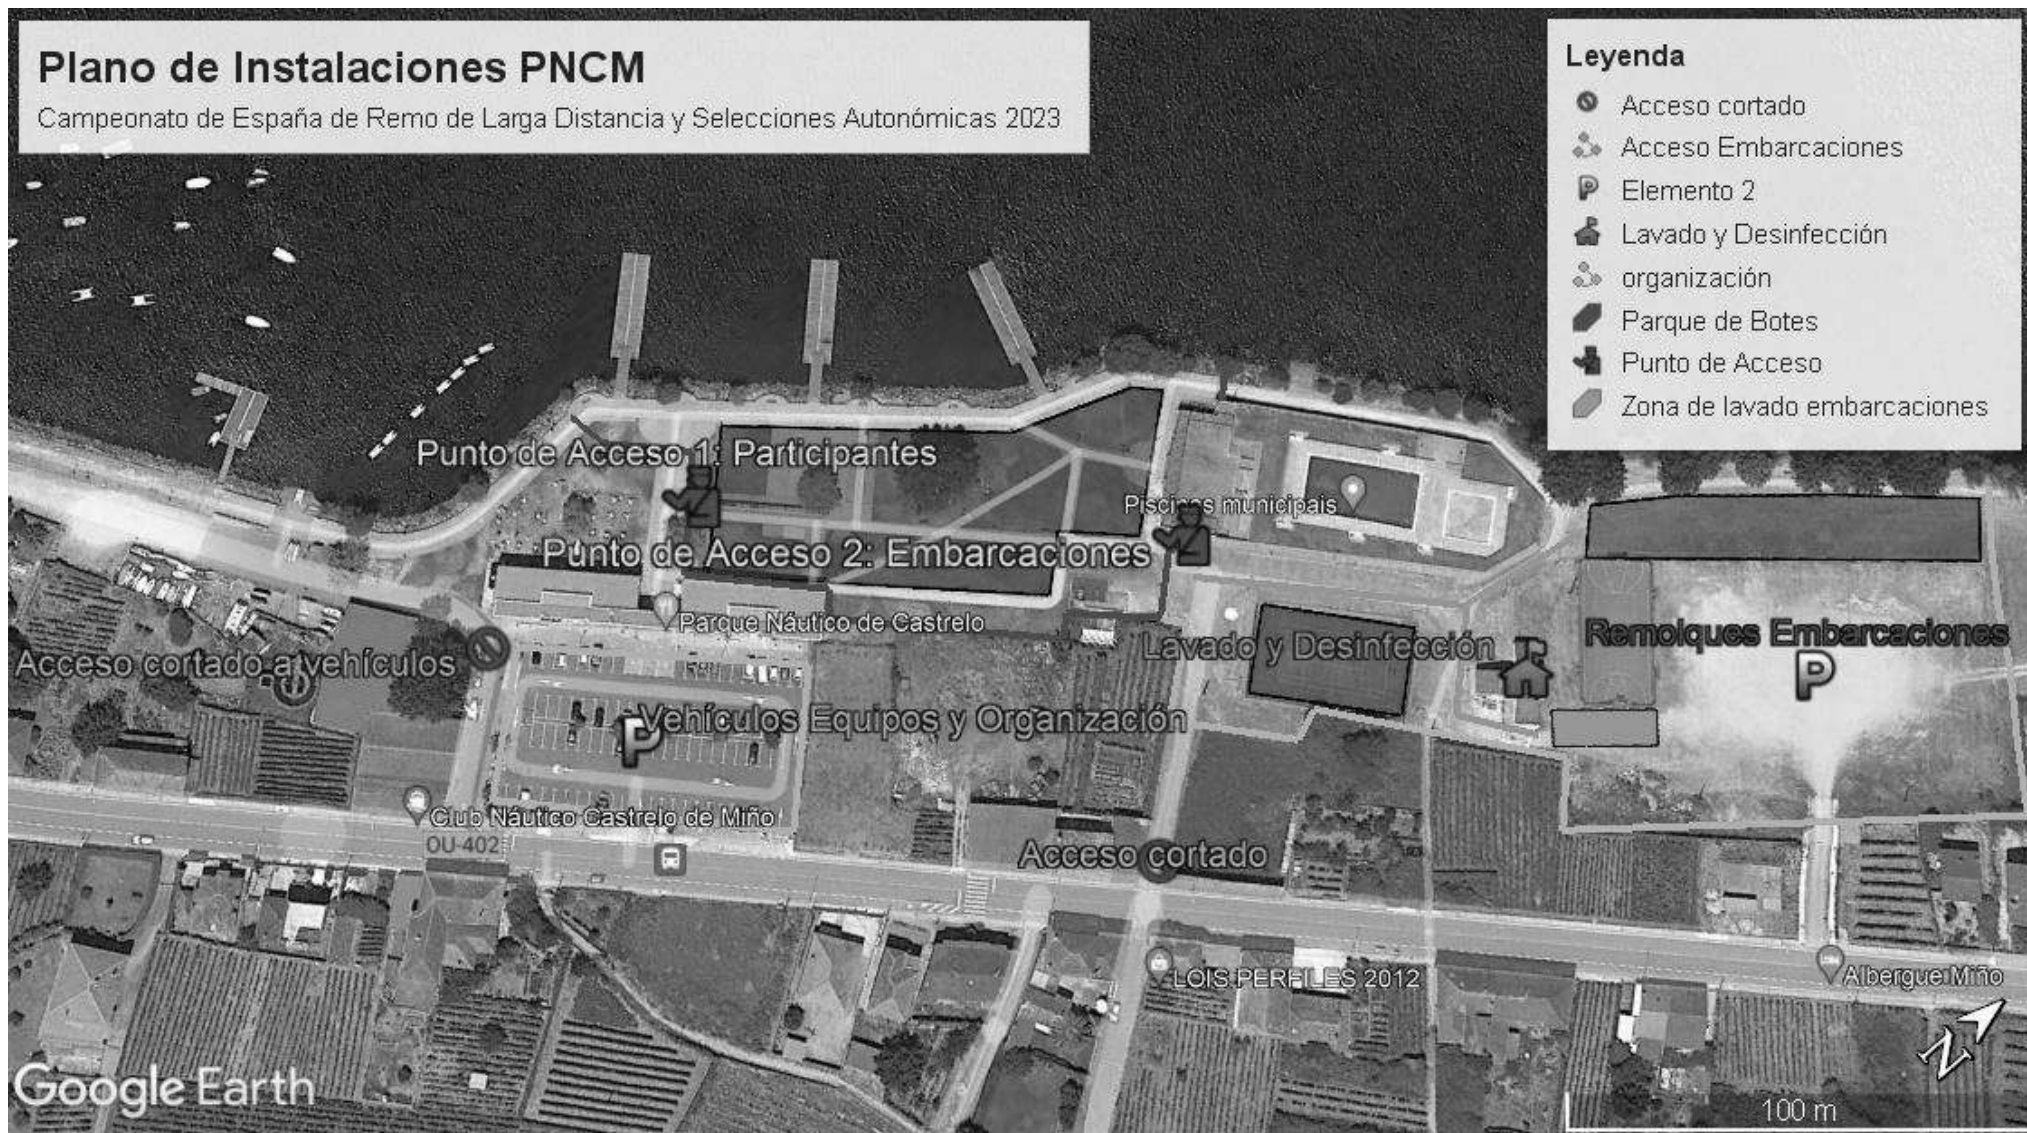 Plano de Instalaciones PNCM
Campeonato de España de Remo de Larga Distancia y Selecciones Autonómicas 2023
Leyenda
Acceso cortado
Acceso Embarcaciones
Elemento 2
Lavado y Desinfección
organización
Parque de Botes
Punto de Acceso
Zona de lavado embarcaciones
Punto de Acceso 1: Participantes
Piscinas municipais
Punto de Acceso 2: Embarcaciones
Parque Náutico de Castrelo
Lavado y Desinfección
Remolques Embarcaciones
P
Acceso cortado a vehículos
Vehículos Equipos y Organización
P
Club Náutico Castrelo de Miño
OU-402
Acceso cortado
LOIS PERFILES 2012
Albergue Miño
N
Google Earth
100 m